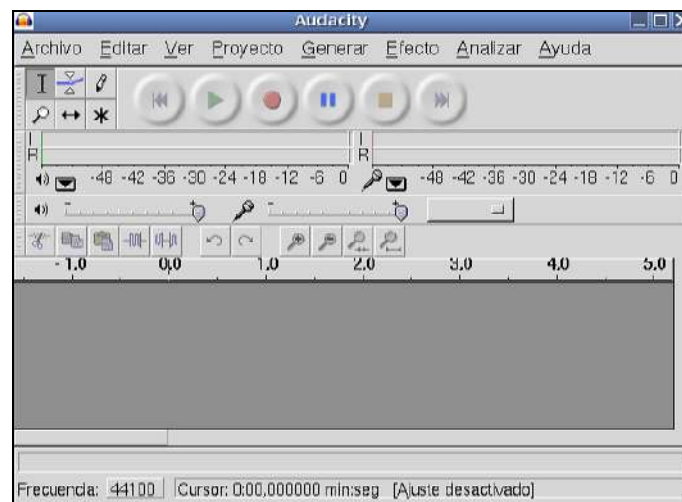 Audacity
Archivo Editar Ver Proyecto Generar Efecto Analizar Ayuda
I
R
I
R
-48 -42 -36 -30 -24 -18 -12 -6 0
-48 -42 -36 -30 -24 -18 -12 -6 0
- +
- +
- 1.0 0,0 1.0 2.0 3.0 4.0 5.0
Frecuencia: 44100 Cursor: 0:00,000000 min:seg [Ajuste desactivado]